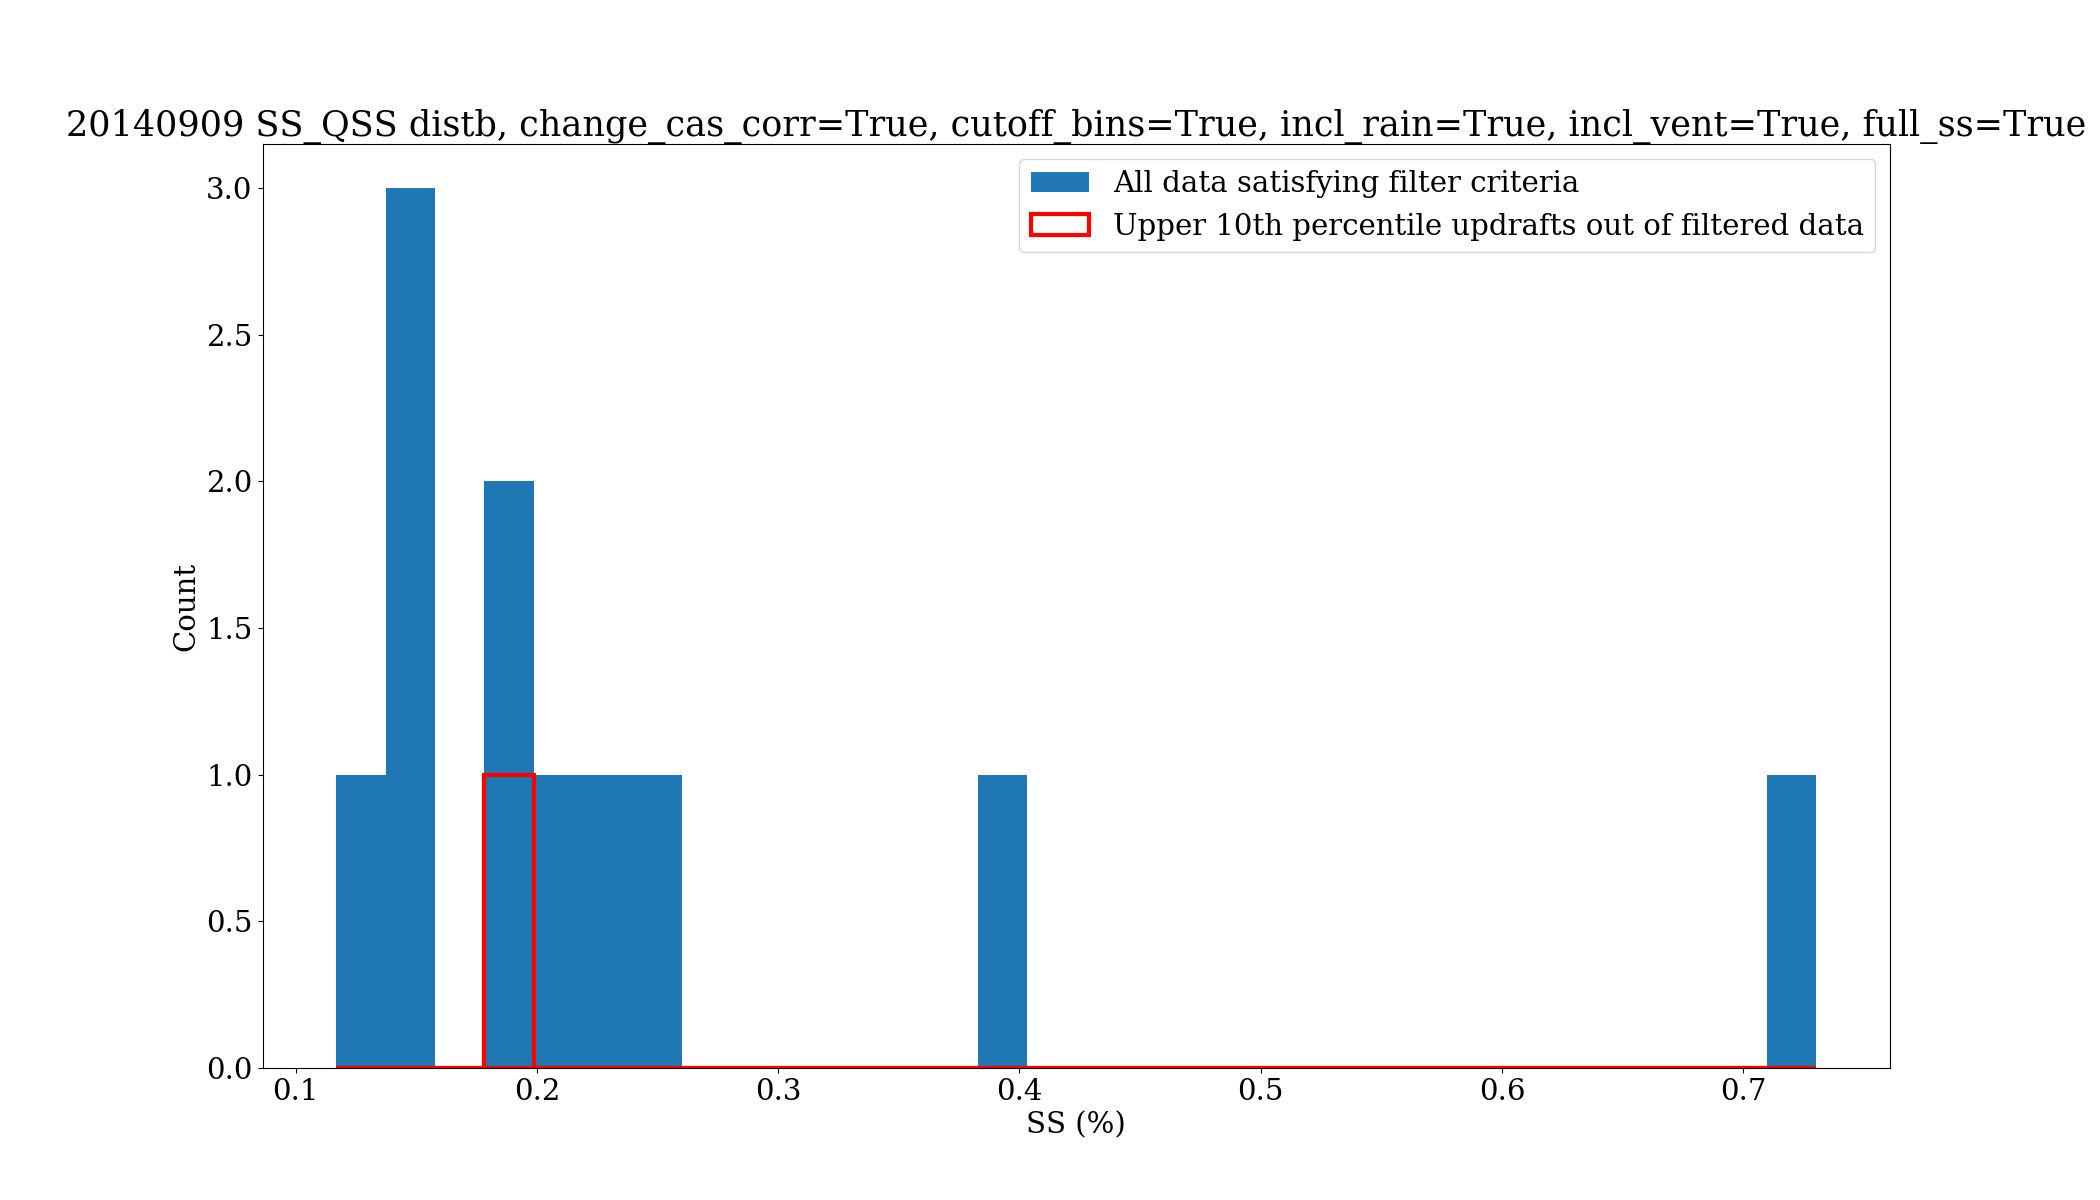 20140909 SS_QSS distb, change_cas_corr=True, cutoff_bins=True, incl_rain=True, incl_vent=True, full_ss=True
All data satisfying filter criteria
Upper 10th percentile updrafts out of filtered data
3.0
2.5
2.0
1.5
1.0
0.5
0.0
Count
0.1 0.2 0.3 0.4 0.5 0.6 0.7
SS (%)